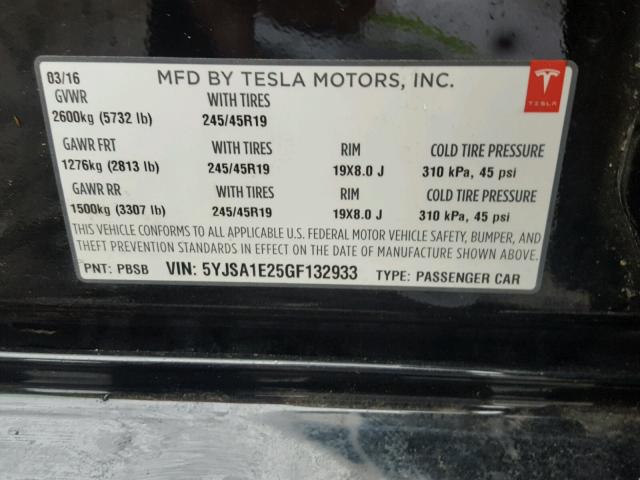 03/16 MFD BY TESLA MOTORS, INC.
TESLA
GVWR WITH TIRES
2600kg (5732 lb) 245/45R19
GAWR FRT WITH TIRES RIM COLD TIRE PRESSURE
1276kg (2813 lb) 245/45R19 19X8.0 J 310 kPa, 45 psi
GAWR RR WITH TIRES RIM COLD TIRE PRESSURE
1500kg (3307 lb) 245/45R19 19X8.0 J 310 kPa, 45 psi
THIS VEHICLE CONFORMS TO ALL APPLICABLE U.S. FEDERAL MOTOR VEHICLE SAFETY, BUMPER, AND
THEFT PREVENTION STANDARDS IN EFFECT ON THE DATE OF MANUFACTURE SHOWN ABOVE.
PNT: PBSB VIN: 5YJSA1E25GF132933 TYPE: PASSENGER CAR